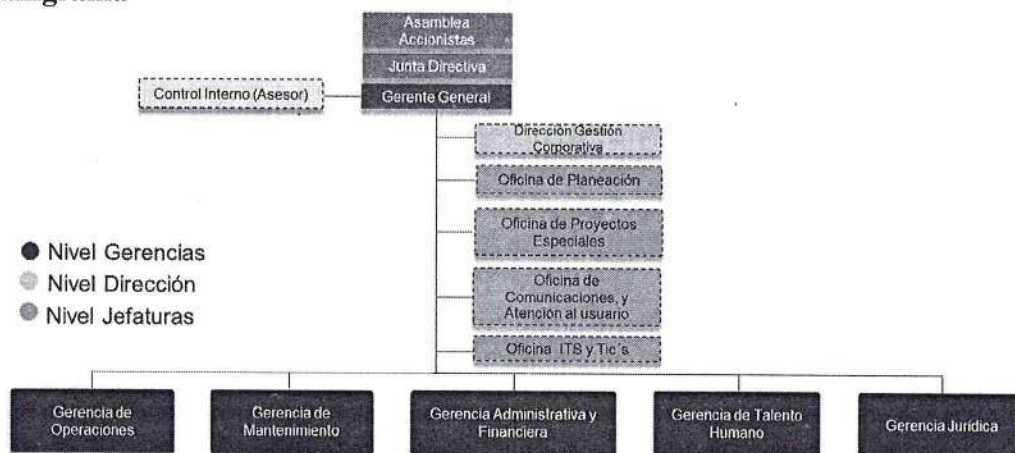 Asamblea
Accionistas
Junta Directiva
Control Interno (Asesor)
Gerente General
Dirección Gestión
Corporativa
Oficina de Planeación
Oficina de Proyectos
Especiales
Nivel Gerencias
Nivel Dirección
Nivel Jefaturas
Oficina de
Comunicaciones, y
Atención al usuario
Oficina ITS y Tic´s
Gerencia de
Operaciones
Gerencia de
Mantenimiento
Gerencia Administrativa y
Financiera
Gerencia de Talento
Humano
Gerencia Jurídica